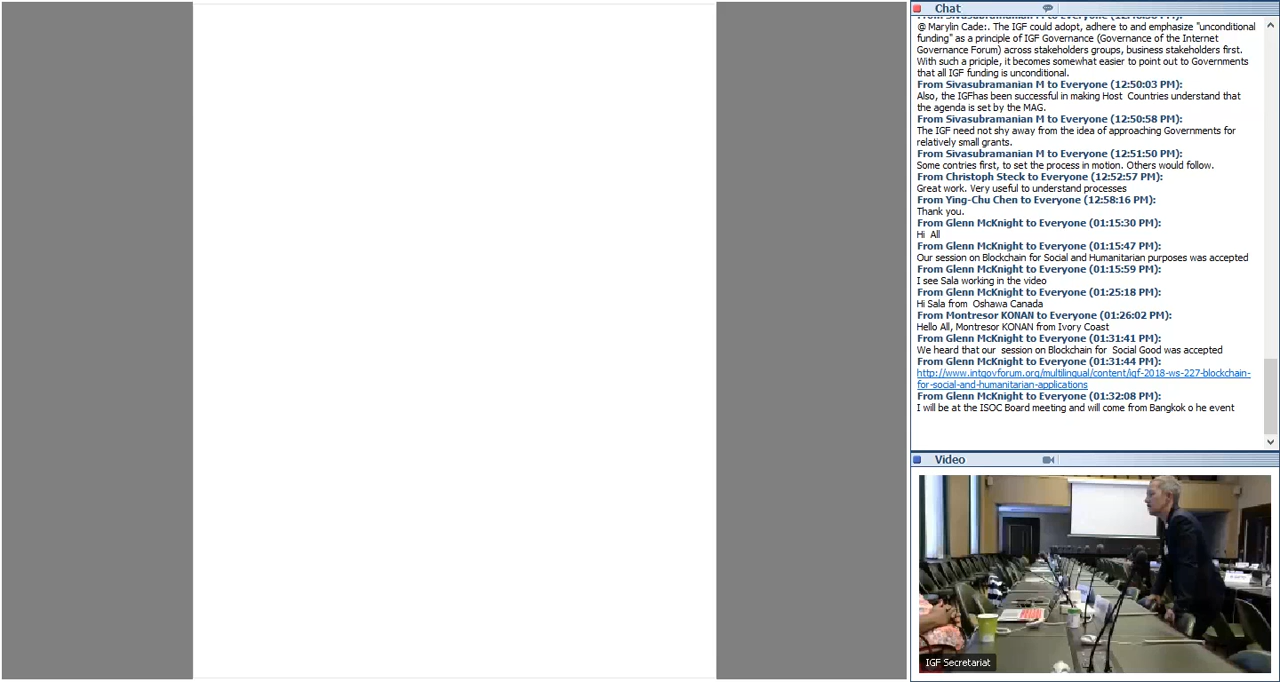 Chat
From Sivasubramanian M to Everyone (12:48:58 PM):
@ Marylin Cade:. The IGF could adopt, adhere to and emphasize "unconditional
funding" as a principle of IGF Governance (Governance of the Internet
Governance Forum) across stakeholders groups, business stakeholders first.
With such a priciple, it becomes somewhat easier to point out to Governments
that all IGF funding is unconditional.
From Sivasubramanian M to Everyone (12:50:03 PM):
Also, the IGFhas been successful in making Host  Countries understand that
the agenda is set by the MAG.
From Sivasubramanian M to Everyone (12:50:58 PM):
The IGF need not shy away from the idea of approaching Governments for
relatively small grants.
From Sivasubramanian M to Everyone (12:51:50 PM):
Some contries first, to set the process in motion. Others would follow.
From Christoph Steck to Everyone (12:52:57 PM):
Great work. Very useful to understand processes
From Ying-Chu Chen to Everyone (12:58:16 PM):
Thank you.
From Glenn McKnight to Everyone (01:15:30 PM):
Hi  All
From Glenn McKnight to Everyone (01:15:47 PM):
Our session on Blockchain for Social and Humanitarian purposes was accepted
From Glenn McKnight to Everyone (01:15:59 PM):
I see Sala working in the video
From Glenn McKnight to Everyone (01:25:18 PM):
Hi Sala from  Oshawa Canada
From Montresor KONAN to Everyone (01:26:02 PM):
Hello All, Montresor KONAN from Ivory Coast
From Glenn McKnight to Everyone (01:31:41 PM):
We heard that our  session on Blockchain for  Social Good was accepted
From Glenn McKnight to Everyone (01:31:44 PM):
http://www.intgovforum.org/multilingual/content/igf-2018-ws-227-blockchain-
for-social-and-humanitarian-applications
From Glenn McKnight to Everyone (01:32:08 PM):
I will be at the ISOC Board meeting and will come from Bangkok o he event
Video
IGF Secretariat